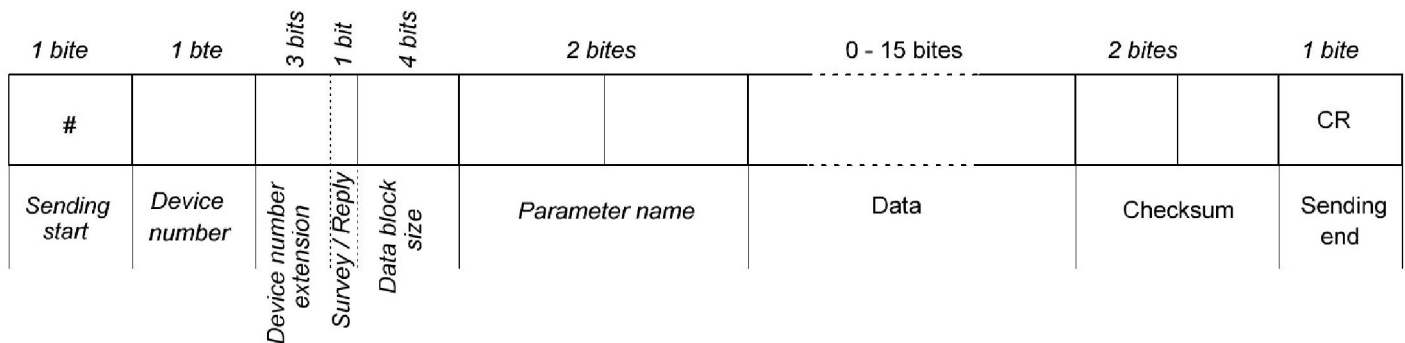 1 bite 1 bte 3 bits 1 bit 4 bits 2 bites 0 - 15 bites 2 bites 1 bite
# CR
Sending start
Device number
Device number extension
Survey / Reply
Data block size
Parameter name
Data
Checksum
Sending end